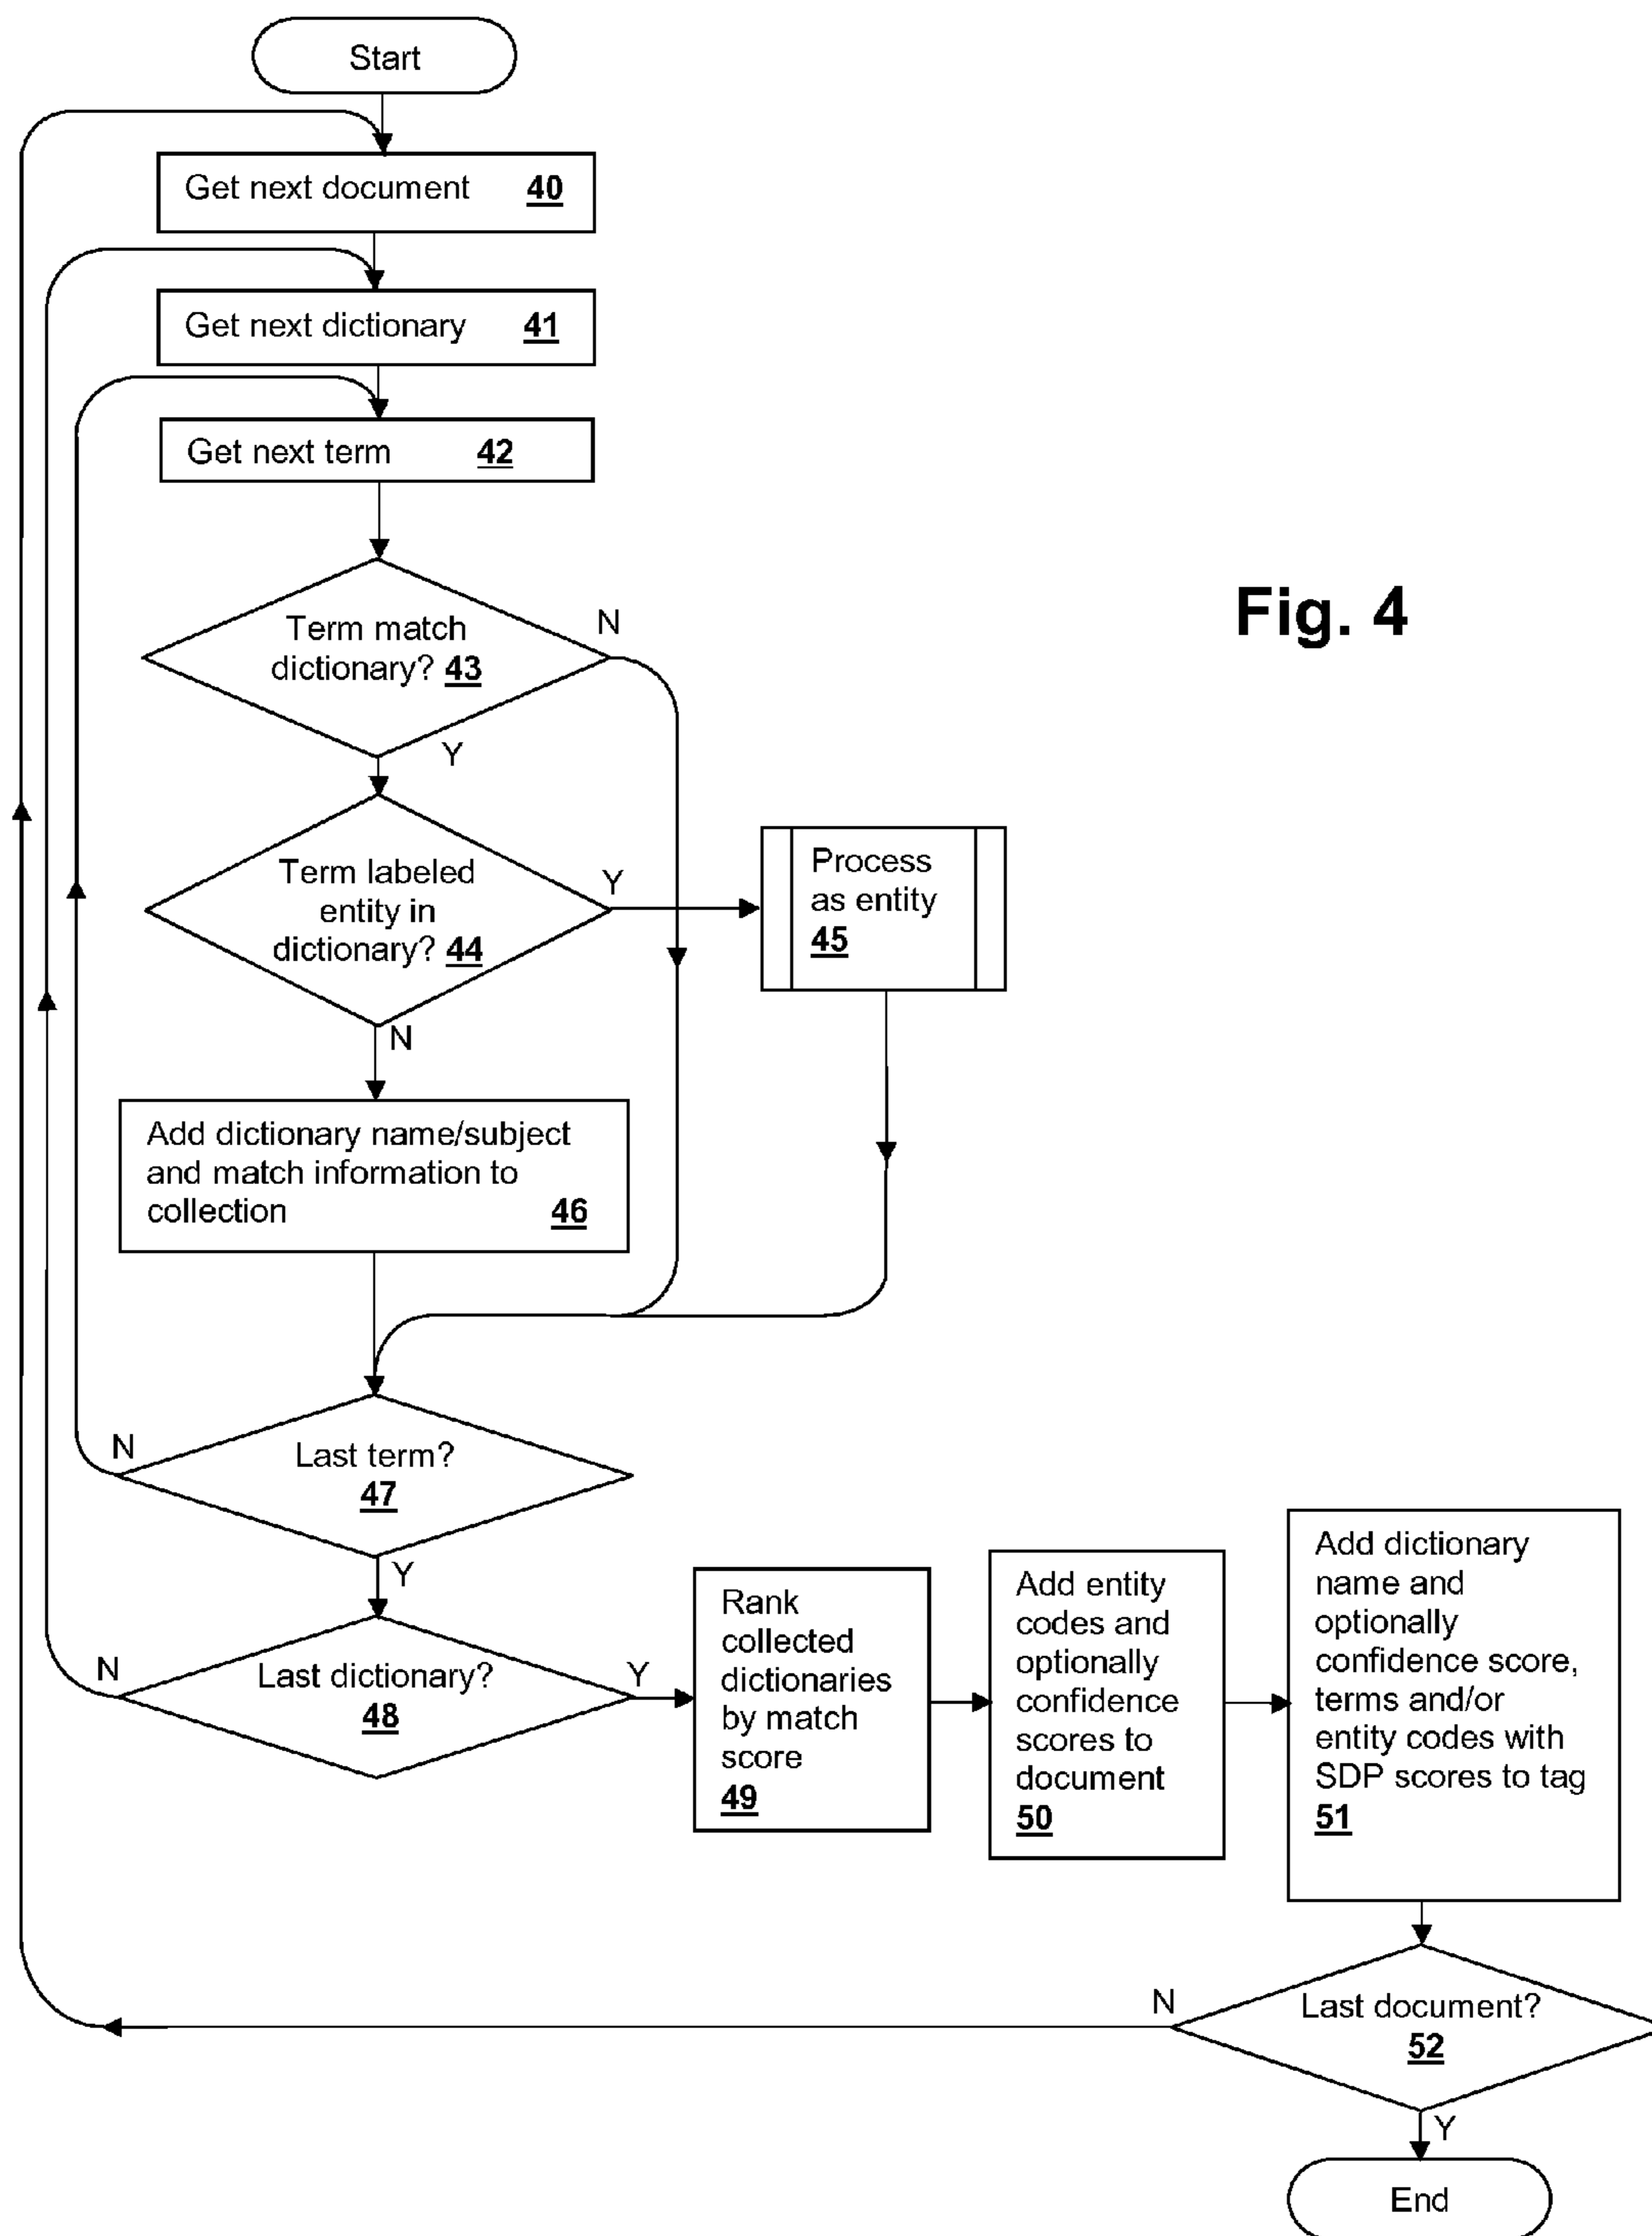 Start
Get next document 40
Get next dictionary 41
Get next term 42
Term match
dictionary? 43
N
Y
Fig. 4
Term labeled
entity in
dictionary? 44
Y
N
Process
as entity
45
Add dictionary name/subject
and match information to
collection 46
Last term?
47
N
Y
Last dictionary?
48
N
Y
Rank
collected
dictionaries
by match
score
49
Add entity
codes and
optionally
confidence
scores to
document
50
Add dictionary
name and
optionally
confidence score,
terms and/or
entity codes with
SDP scores to tag
51
Last document?
52
N
Y
End